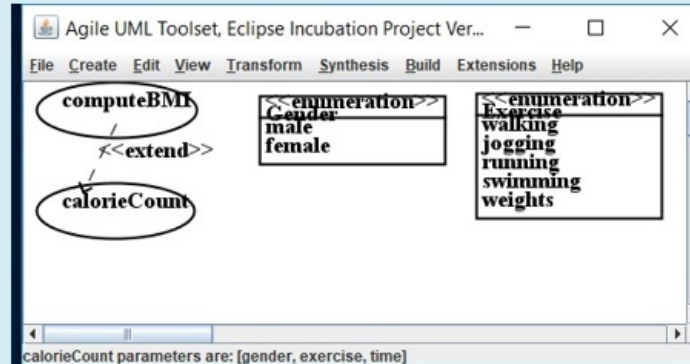 Agile UML Toolset, Eclipse Incubation Project Ver...
File Create Edit View Transform Synthesis Build Extensions Help
computeBMI
<<extend>>
calorieCount
<<enumeration>>
Gender
male
female
<<enumeration>>
Exercise
walking
jogging
running
swimming
weights
calorieCount parameters are: [gender, exercise, time]